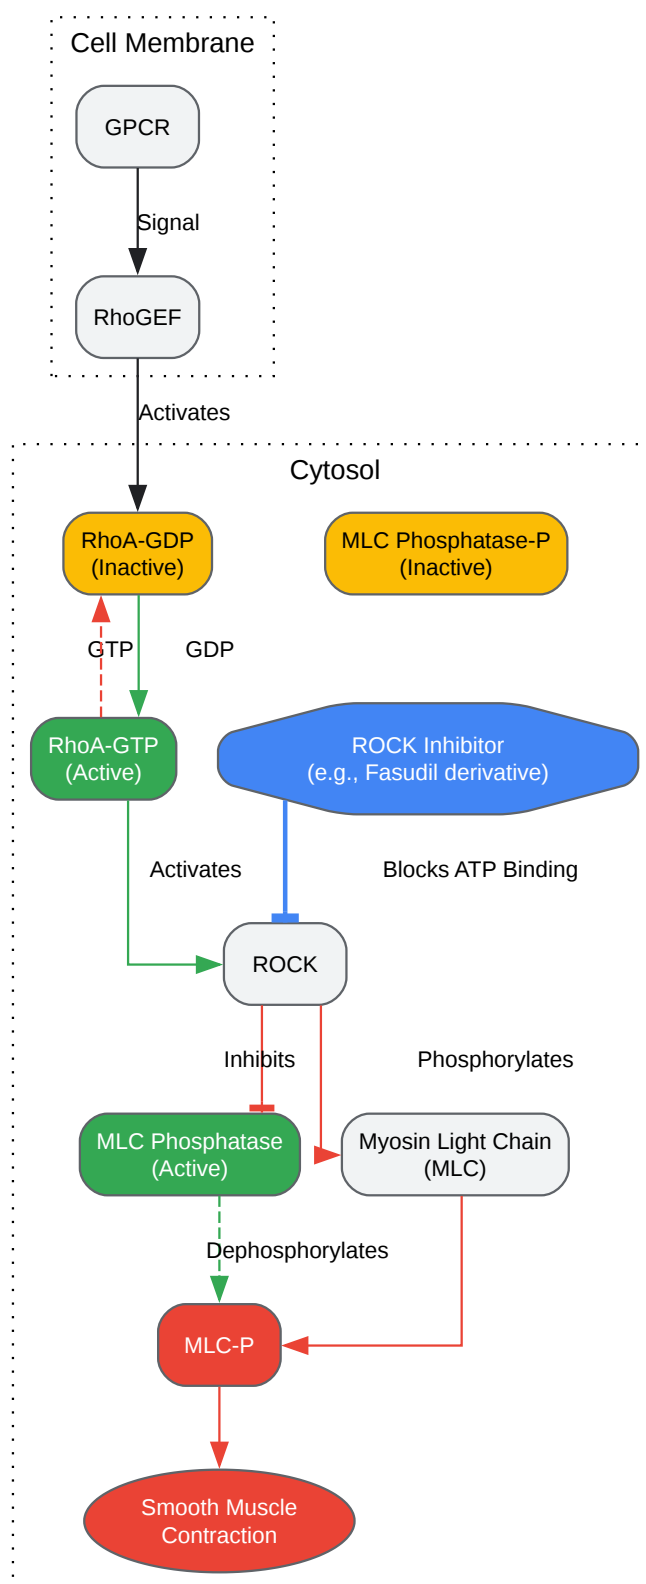 Cell Membrane
GPCR
Signal
RhoGEF
Activates
Cytosol
RhoA-GDP
(Inactive)
MLC Phosphatase-P
(Inactive)
GTP
GDP
RhoA-GTP
(Active)
ROCK Inhibitor
(e.g., Fasudil derivative)
Activates
Blocks ATP Binding
ROCK
Inhibits
Phosphorylates
MLC Phosphatase
(Active)
Myosin Light Chain
(MLC)
Dephosphorylates
MLC-P
Smooth Muscle
Contraction